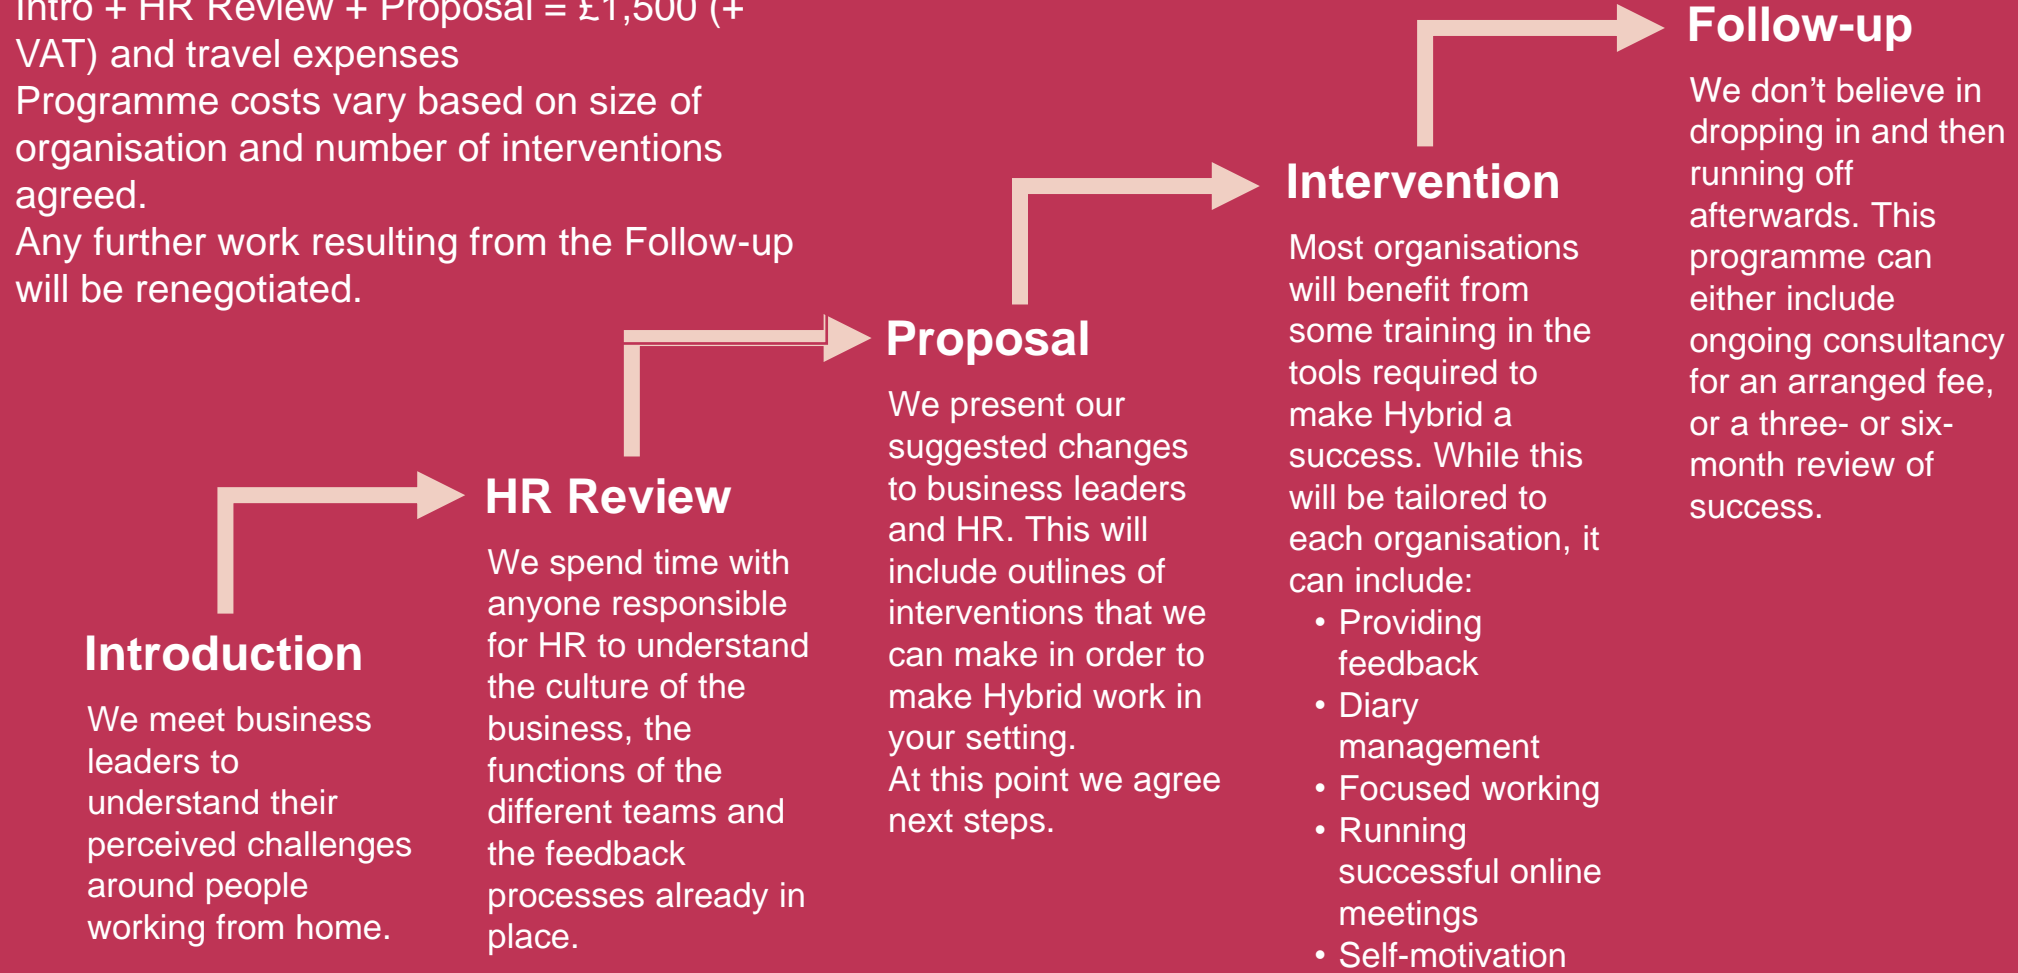 Intro + HR Review + Proposal = £1,500 (+
VAT) and travel expenses
Programme costs vary based on size of
organisation and number of interventions
agreed.
Any further work resulting from the Follow-up
will be renegotiated.
Introduction
We meet business
leaders to
understand their
perceived challenges
around people
working from home.
HR Review
We spend time with
anyone responsible
for HR to understand
the culture of the
business, the
functions of the
different teams and
the feedback
processes already in
place.
Proposal
We present our
suggested changes
to business leaders
and HR. This will
include outlines of
interventions that we
can make in order to
make Hybrid work in
your setting.
At this point we agree
next steps.
Intervention
Most organisations
will benefit from
some training in the
tools required to
make Hybrid a
success. While this
will be tailored to
each organisation, it
can include:
• Providing
feedback
• Diary
management
• Focused working
• Running
successful online
meetings
• Self-motivation
Follow-up
We don’t believe in
dropping in and then
running off
afterwards. This
programme can
either include
ongoing consultancy
for an arranged fee,
or a three- or six-
month review of
success.